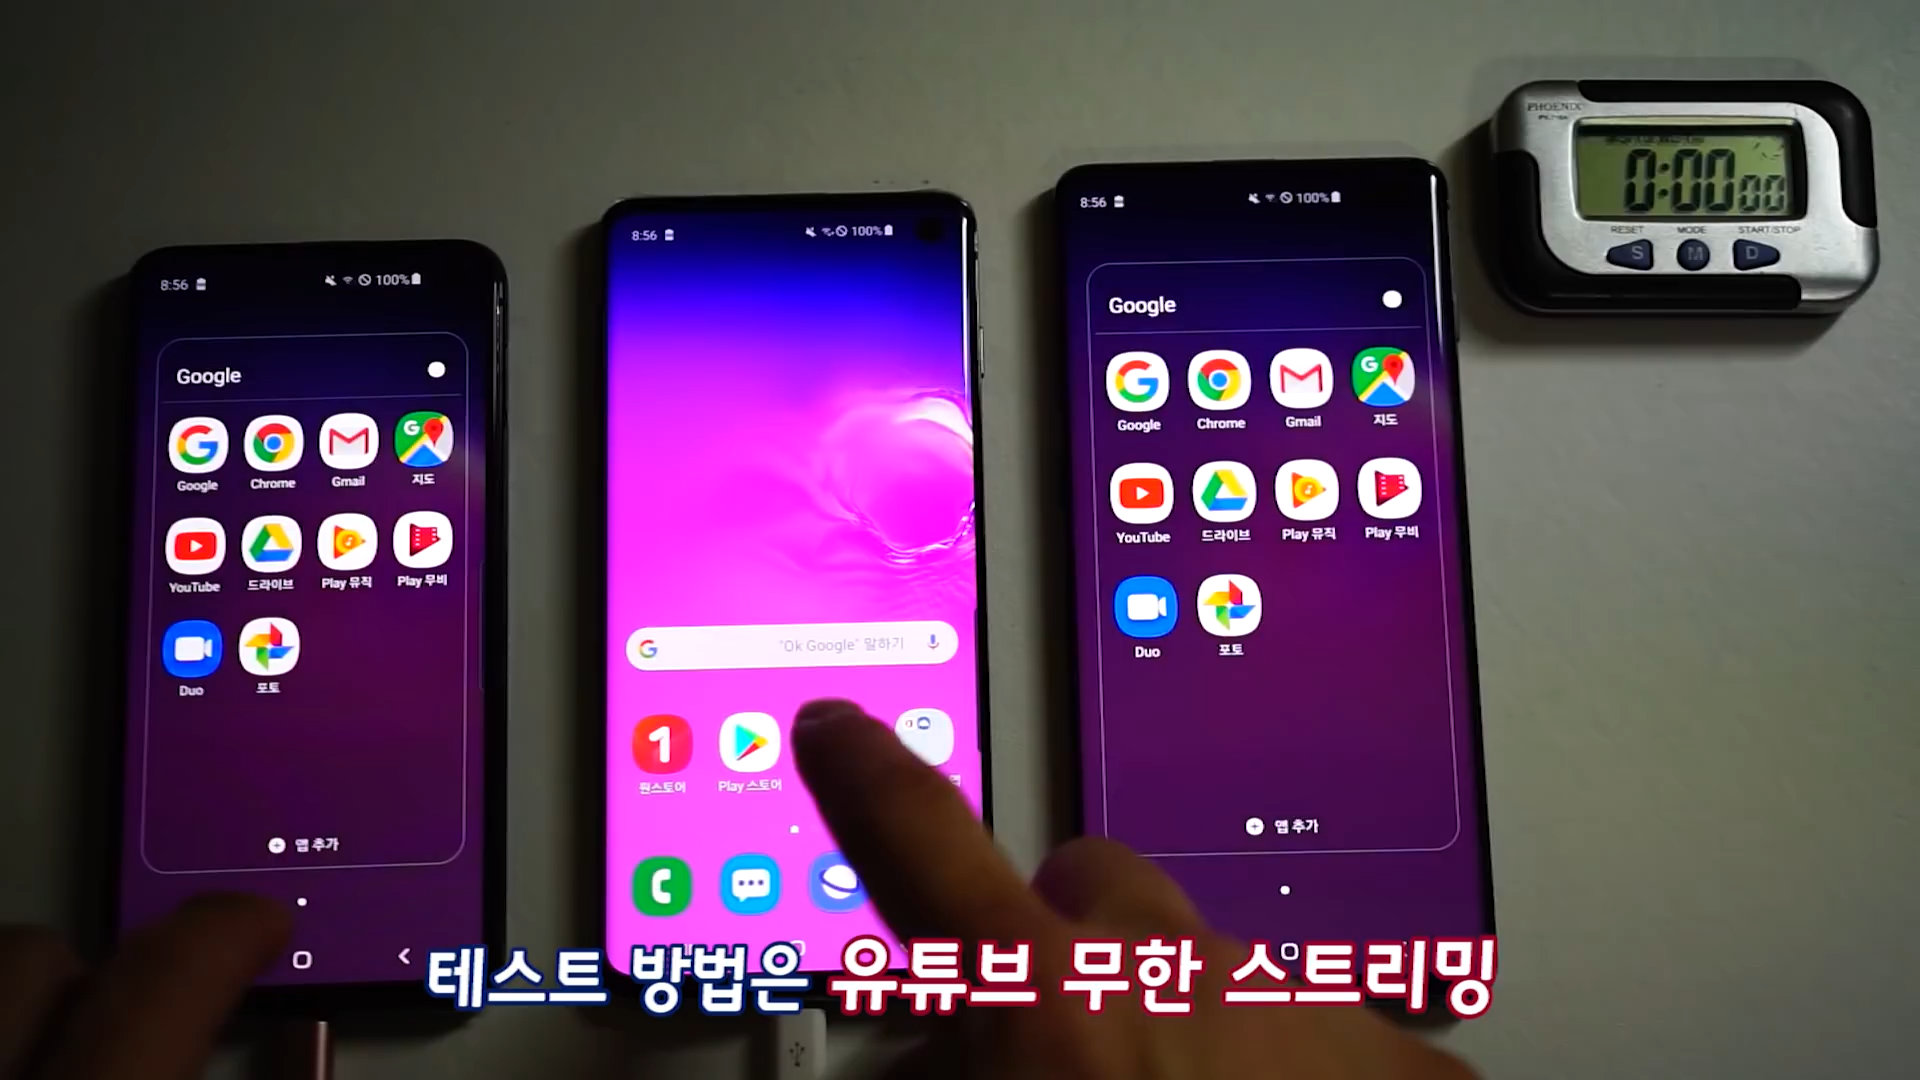 8:56
100%
Google
Google
Chrome
Gmail
지도
YouTube
드라이브
Play 뮤직
Play 무비
Duo
포토
앱 추가
8:56
100%
"Ok Google" 말하기
1
원스토어
Play 스토어
8:56
100%
Google
Google
Chrome
Gmail
지도
YouTube
드라이브
Play 뮤직
Play 무비
Duo
포토
앱 추가
PHOENIX
0:00 00
RESET MODE START/STOP
S M D
테스트 방법은 유튜브 무한 스트리밍